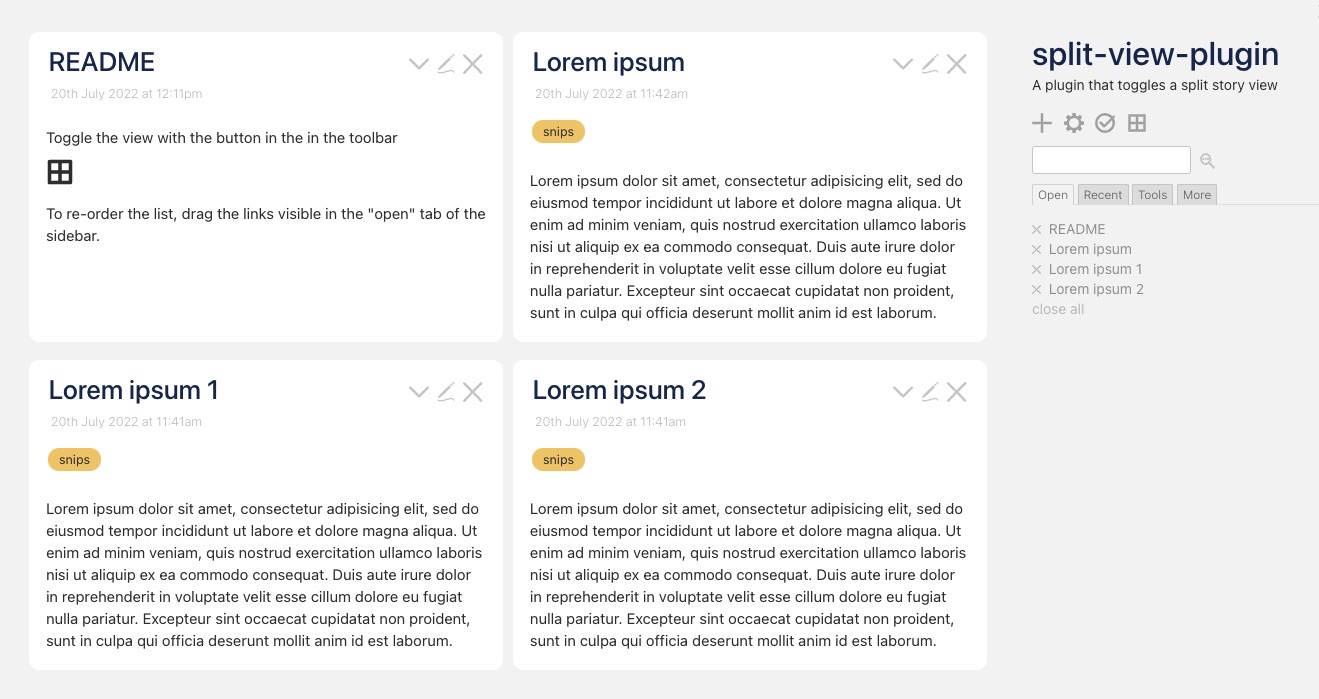 README
20th July 2022 at 12:11pm
Toggle the view with the button in the in the toolbar
To re-order the list, drag the links visible in the "open" tab of the
sidebar.
Lorem ipsum
20th July 2022 at 11:42am
snips
Lorem ipsum dolor sit amet, consectetur adipisicing elit, sed do
eiusmod tempor incididunt ut labore et dolore magna aliqua. Ut
enim ad minim veniam, quis nostrud exercitation ullamco laboris
nisi ut aliquip ex ea commodo consequat. Duis aute irure dolor
in reprehenderit in voluptate velit esse cillum dolore eu fugiat
nulla pariatur. Excepteur sint occaecat cupidatat non proident,
sunt in culpa qui officia deserunt mollit anim id est laborum.
Lorem ipsum 1
20th July 2022 at 11:41am
snips
Lorem ipsum dolor sit amet, consectetur adipisicing elit, sed do
eiusmod tempor incididunt ut labore et dolore magna aliqua. Ut
enim ad minim veniam, quis nostrud exercitation ullamco laboris
nisi ut aliquip ex ea commodo consequat. Duis aute irure dolor
in reprehenderit in voluptate velit esse cillum dolore eu fugiat
nulla pariatur. Excepteur sint occaecat cupidatat non proident,
sunt in culpa qui officia deserunt mollit anim id est laborum.
Lorem ipsum 2
20th July 2022 at 11:41am
snips
Lorem ipsum dolor sit amet, consectetur adipisicing elit, sed do
eiusmod tempor incididunt ut labore et dolore magna aliqua. Ut
enim ad minim veniam, quis nostrud exercitation ullamco laboris
nisi ut aliquip ex ea commodo consequat. Duis aute irure dolor
in reprehenderit in voluptate velit esse cillum dolore eu fugiat
nulla pariatur. Excepteur sint occaecat cupidatat non proident,
sunt in culpa qui officia deserunt mollit anim id est laborum.
split-view-plugin
A plugin that toggles a split story view
Open Recent Tools More
README
Lorem ipsum
Lorem ipsum 1
Lorem ipsum 2
close all